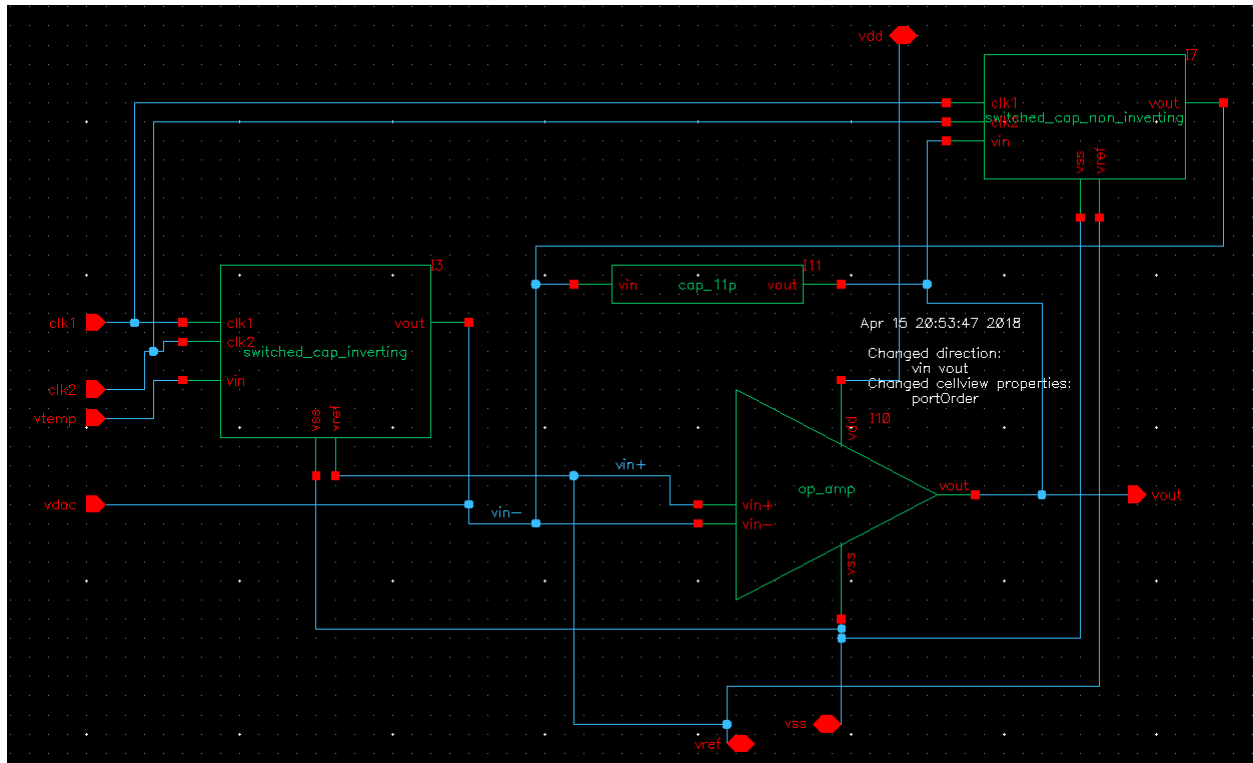 vdd
I7
clk1
vout
clk2
switched_cap_non_inverting
vin
vss
vref
I3
I11
vin
cap_11p
vout
clk1
clk1
vout
Apr 15 20:53:47 2018
clk2
switched_cap_inverting
Changed direction:
vin vout
vin
Changed cellview properties:
portOrder
clk2
vtemp
vss
vref
vdd
I10
vin+
vdac
vin-
vin+
vin-
op_amp
vout
vout
vss
vss
vref